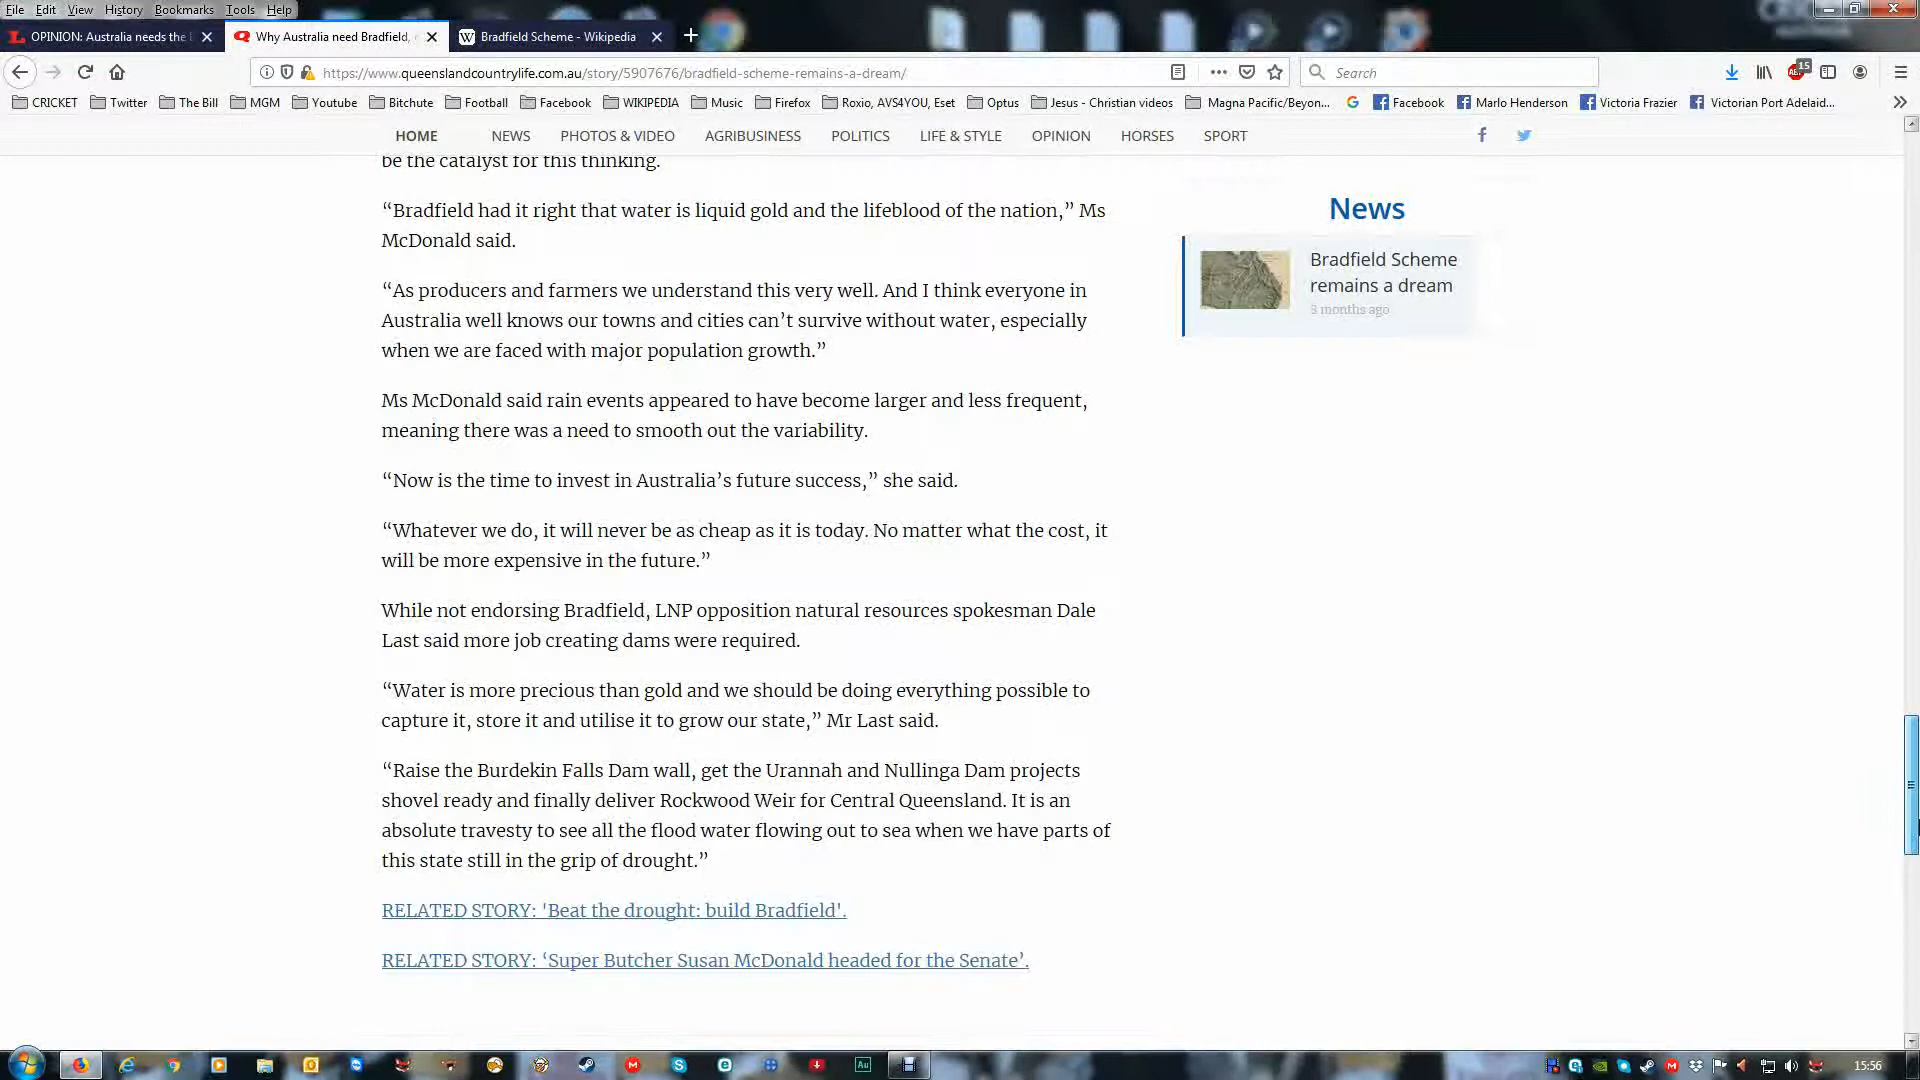 File Edit View History Bookmarks Tools Help
OPINION: Australia needs the
Why Australia need Bradfield,
Bradfield Scheme - Wikipedia
https://www.queenslandcountrylife.com.au/story/5907676/bradfield-scheme-remains-a-dream/
Search
15
CRICKET Twitter The Bill MGM Youtube Bitchute Football Facebook WIKIPEDIA Music Firefox Roxio, AVS4YOU, Eset Optus Jesus - Christian videos Magna Pacific/Beyon... Facebook Marlo Henderson Victoria Frazier Victorian Port Adelaid...
HOME NEWS PHOTOS & VIDEO AGRIBUSINESS POLITICS LIFE & STYLE OPINION HORSES SPORT
be the catalyst for this thinking.
“Bradfield had it right that water is liquid gold and the lifeblood of the nation,” Ms
McDonald said.
“As producers and farmers we understand this very well. And I think everyone in
Australia well knows our towns and cities can’t survive without water, especially
when we are faced with major population growth.”
Ms McDonald said rain events appeared to have become larger and less frequent,
meaning there was a need to smooth out the variability.
“Now is the time to invest in Australia’s future success,” she said.
“Whatever we do, it will never be as cheap as it is today. No matter what the cost, it
will be more expensive in the future.”
While not endorsing Bradfield, LNP opposition natural resources spokesman Dale
Last said more job creating dams were required.
“Water is more precious than gold and we should be doing everything possible to
capture it, store it and utilise it to grow our state,” Mr Last said.
“Raise the Burdekin Falls Dam wall, get the Urannah and Nullinga Dam projects
shovel ready and finally deliver Rockwood Weir for Central Queensland. It is an
absolute travesty to see all the flood water flowing out to sea when we have parts of
this state still in the grip of drought.”
RELATED STORY: 'Beat the drought: build Bradfield'.
RELATED STORY: ‘Super Butcher Susan McDonald headed for the Senate’.
News
Bradfield Scheme
remains a dream
8 months ago
15:56